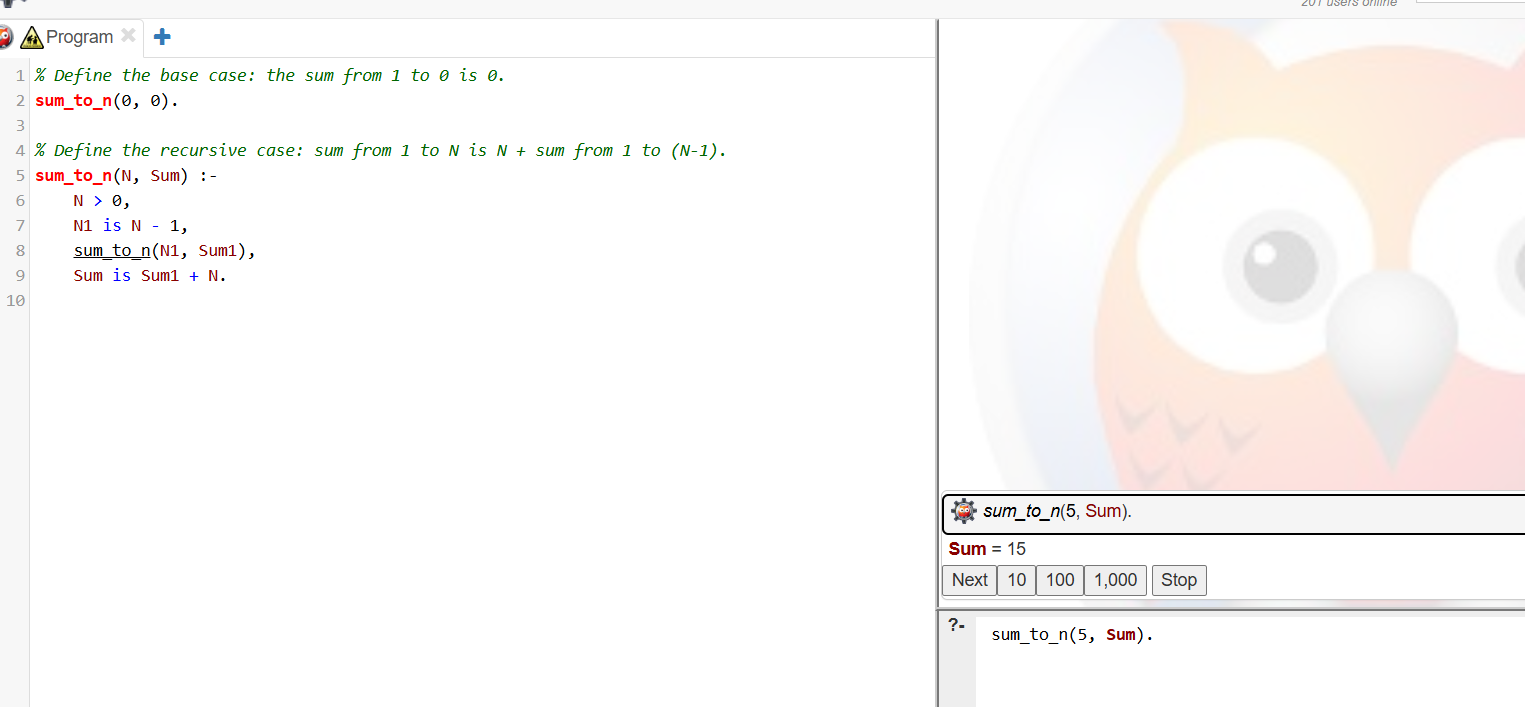 201 users online
Program
1 % Define the base case: the sum from 1 to 0 is 0.
2 sum_to_n(0, 0).
3
4 % Define the recursive case: sum from 1 to N is N + sum from 1 to (N-1).
5 sum_to_n(N, Sum) :-
6 N > 0,
7 N1 is N - 1,
8 sum_to_n(N1, Sum1),
9 Sum is Sum1 + N.
10
sum_to_n(5, Sum).
Sum = 15
Next 10 100 1,000 Stop
?- sum_to_n(5, Sum).